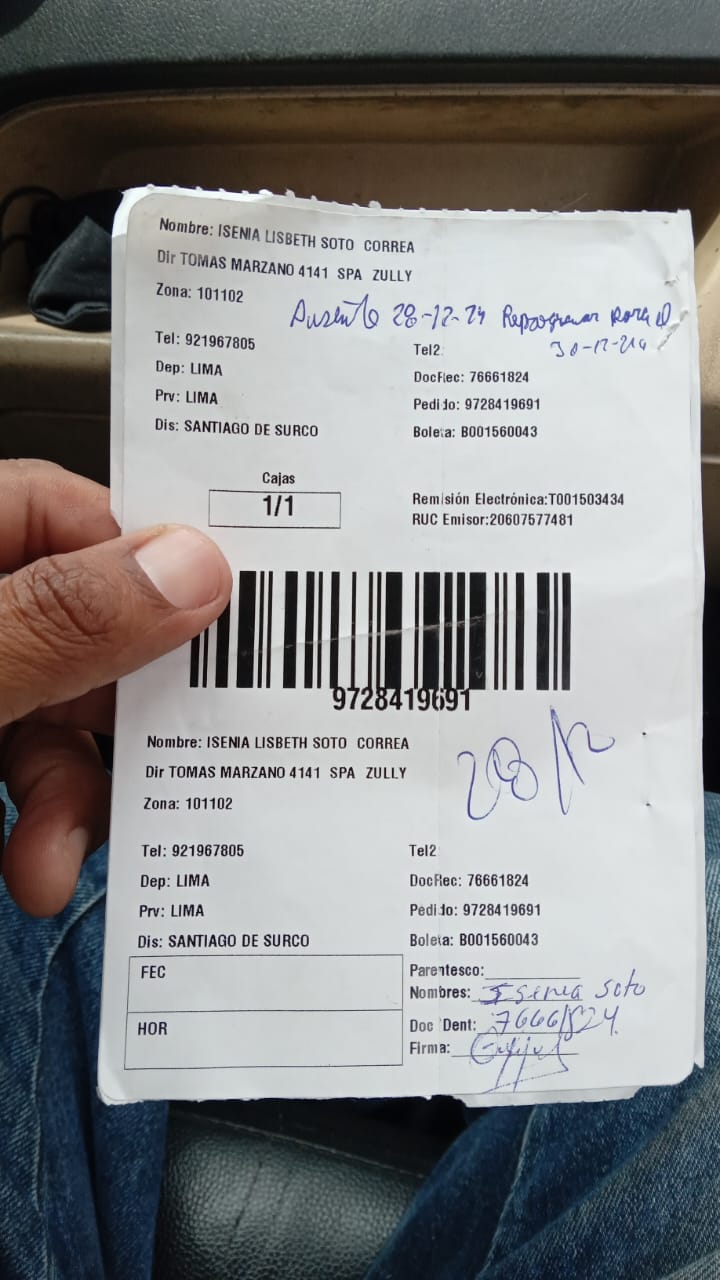 Nombre: ISENIA LISBETH SOTO CORREA
Dir TOMAS MARZANO 4141 SPA ZULLY
Zona: 101102
Ausente 28-12-24 Reprogramar para el
30-12-24
Tel: 921967805 Tel2:
Dep: LIMA DocRec: 76661824
Prv: LIMA Pedido: 9728419691
Dis: SANTIAGO DE SURCO Boleta: B001560043
Cajas
1/1
Remisión Electrónica:T001503434
RUC Emisor:20607577481
9728419691
Nombre: ISENIA LISBETH SOTO CORREA
Dir TOMAS MARZANO 4141 SPA ZULLY
28/12
Zona: 101102
Tel: 921967805 Tel2:
Dep: LIMA DocRec: 76661824
Prv: LIMA Pedido: 9728419691
Dis: SANTIAGO DE SURCO Boleta: B001560043
FEC
Parentesco:
Nombres: Isenia Soto
HOR
Doc Dent: 76661824
Firma: